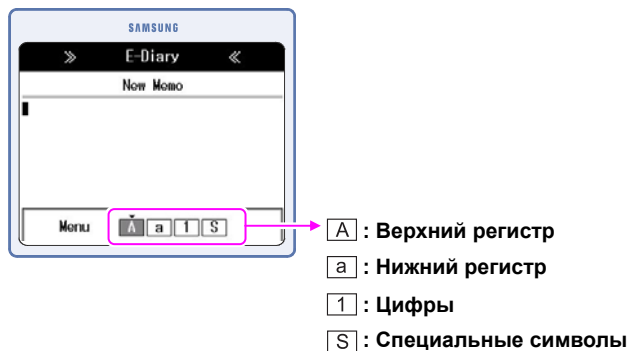 SAMSUNG
E-Diary
New Memo
Menu A a 1 S
A : Верхний регистр
a : Нижний регистр
1 : Цифры
S : Специальные символы